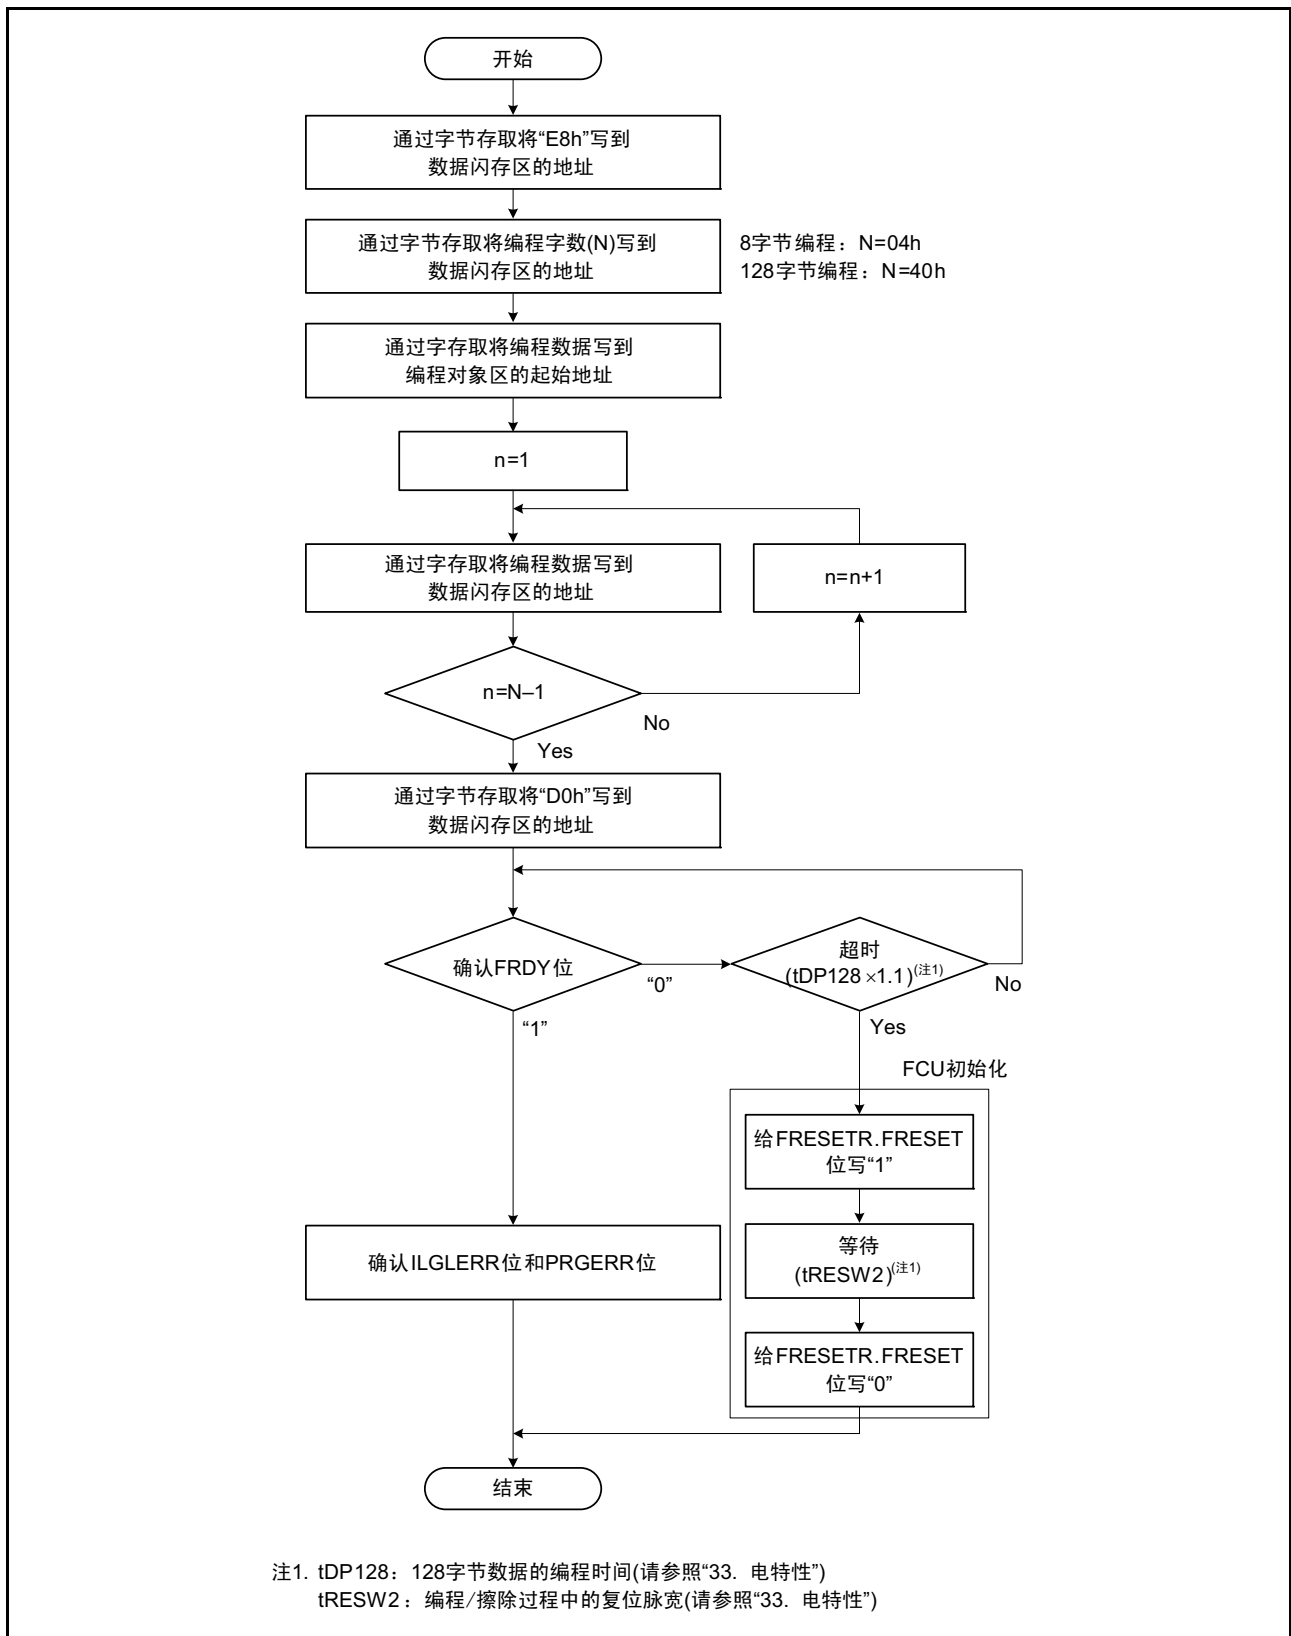 开始
通过字节存取将“E8h”写到
数据闪存区的地址
通过字节存取将编程字数(N)写到
数据闪存区的地址
8字节编程：N=04h
128字节编程：N=40h
通过字存取将编程数据写到
编程对象区的起始地址
n=1
通过字存取将编程数据写到
数据闪存区的地址
n=n+1
n=N–1
No
Yes
通过字节存取将“D0h”写到
数据闪存区的地址
确认FRDY位
“0”
超时
(tDP128×1.1)(注1)
No
“1”
Yes
FCU初始化
给FRESETR.FRESET
位写“1”
确认ILGLERR位和PRGERR位
等待
(tRESW2)(注1)
给FRESETR.FRESET
位写“0”
结束
注1. tDP128：128字节数据的编程时间(请参照“33. 电特性”)
tRESW2：编程/擦除过程中的复位脉宽(请参照“33. 电特性”)